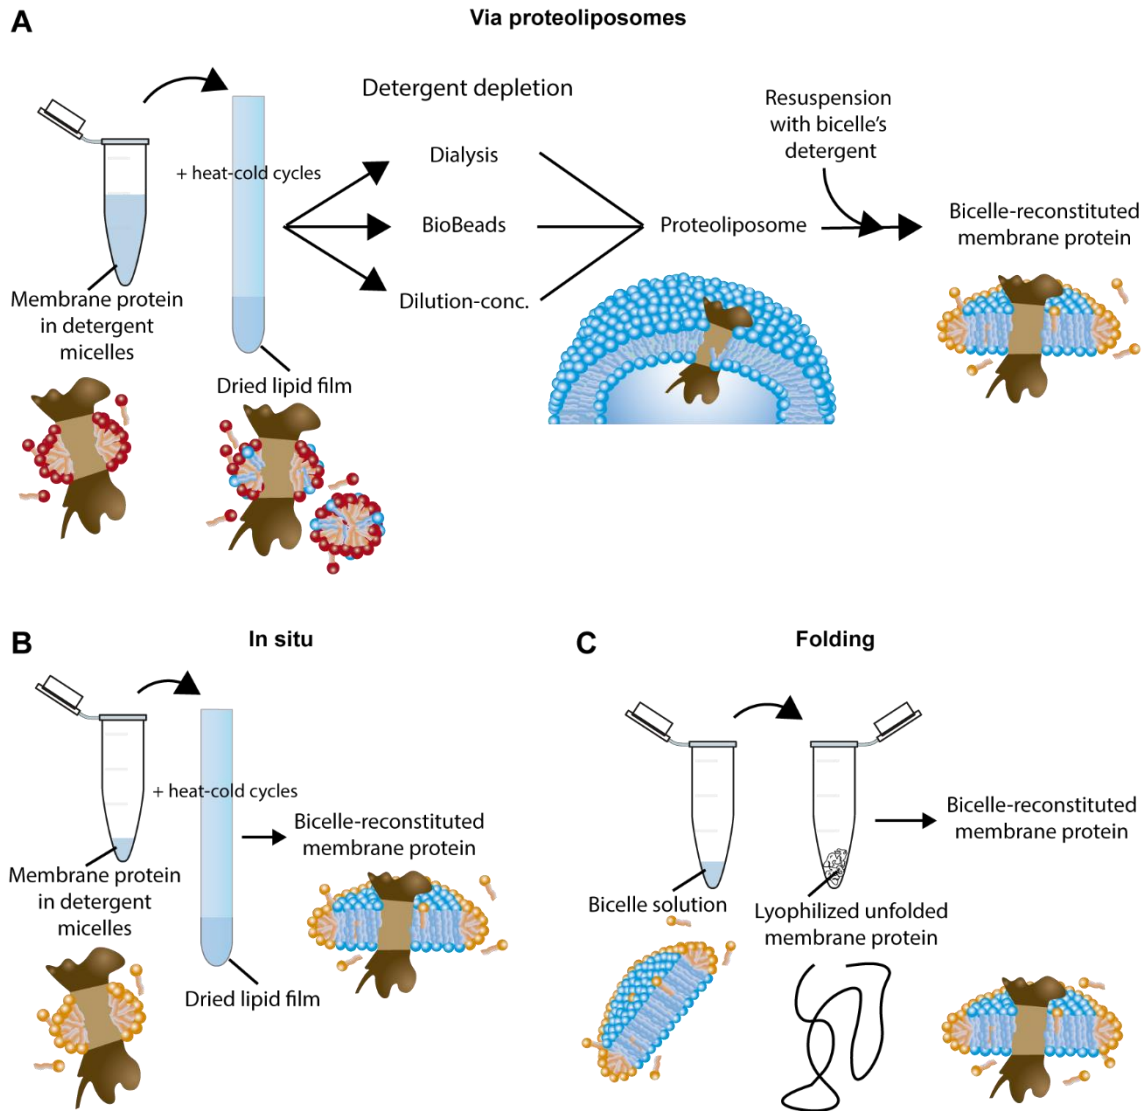 A
Via proteoliposomes
Detergent depletion
Resuspension
with bicelle's
detergent
+ heat-cold cycles
Dialysis
BioBeads
Dilution-conc.
Proteoliposome
Bicelle-reconstituted
membrane protein
Membrane protein
in detergent
micelles
Dried lipid film
B
In situ
+ heat-cold cycles
Bicelle-reconstituted
membrane protein
Membrane protein
in detergent
micelles
Dried lipid film
C
Folding
Bicelle-reconstituted
membrane protein
Bicelle solution
Lyophilized unfolded
membrane protein